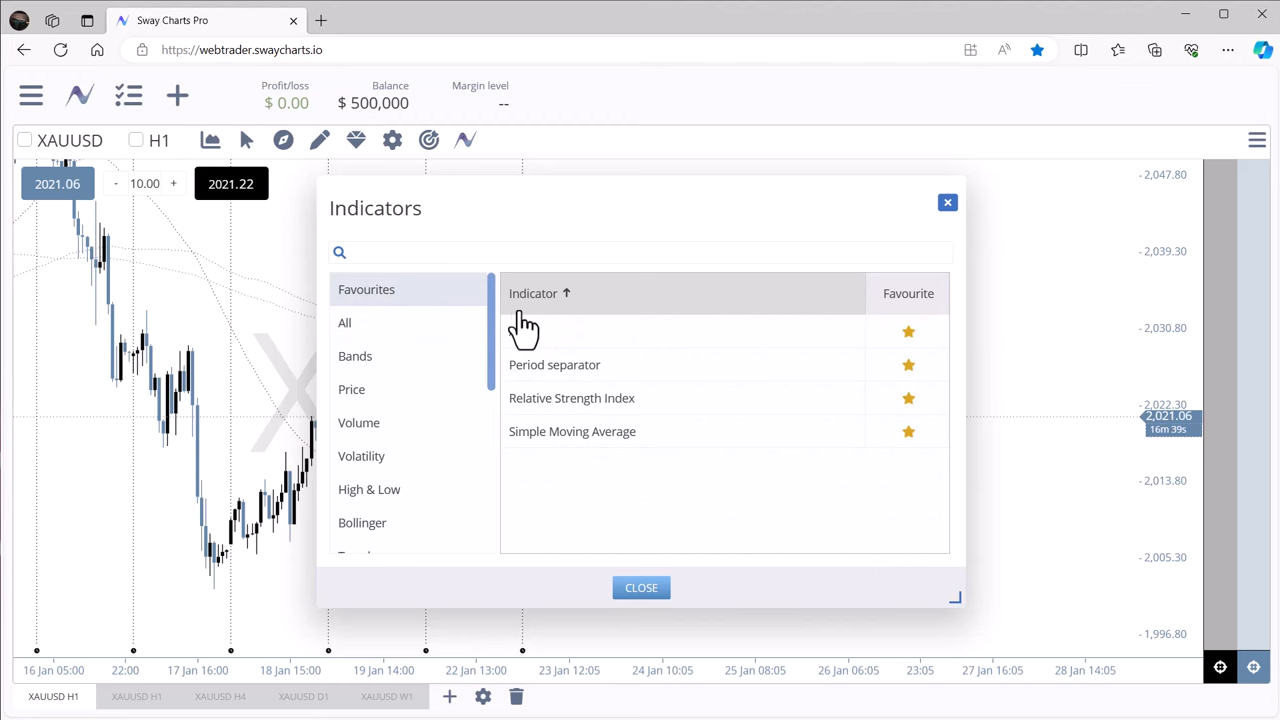 Sway Charts Pro
https://webtrader.swaycharts.io
Profit/loss
$ 0.00
Balance
$ 500,000
Margin level
--
XAUUSD
H1
2021.06
- 10.00 +
2021.22
Indicators
Favourites
All
Bands
Price
Volume
Volatility
High & Low
Bollinger
Indicator
Favourite
Period separator
Relative Strength Index
Simple Moving Average
CLOSE
2,047.80
2,039.30
2,030.80
2,022.30
2,021.06
16m 39s
2,013.80
2,005.30
1,996.80
16 Jan 05:00
22:00
17 Jan 16:00
18 Jan 15:00
19 Jan 14:00
22 Jan 13:00
23 Jan 12:05
24 Jan 10:05
25 Jan 08:05
26 Jan 06:05
23:05
27 Jan 16:05
28 Jan 14:05
XAUUSD H1
XAUUSD H1
XAUUSD H4
XAUUSD D1
XAUUSD W1